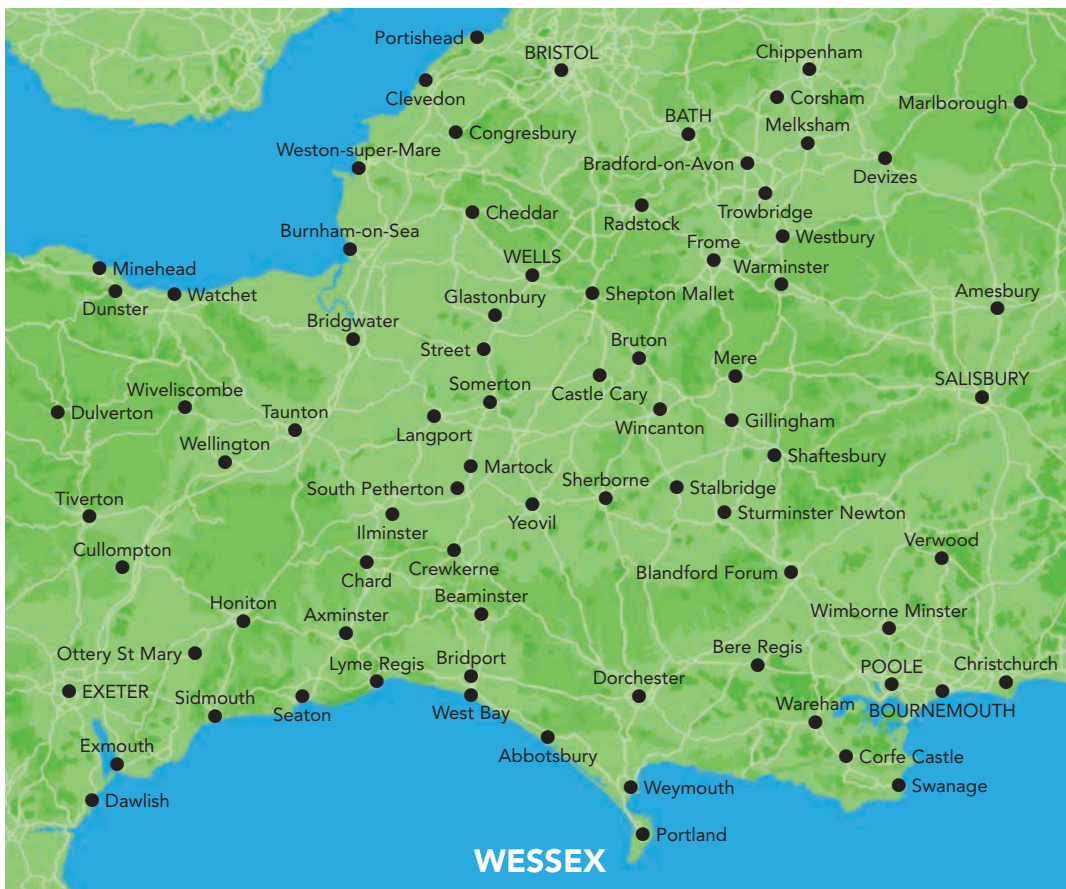 Portishead
BRISTOL
Chippenham
Clevedon
Corsham
Marlborough
Congresbury
BATH
Melksham
Weston-super-Mare
Bradford-on-Avon
Devizes
Cheddar
Radstock
Trowbridge
Burnham-on-Sea
Westbury
Frome
WELLS
Minehead
Warminster
Dunster
Watchet
Glastonbury
Shepton Mallet
Amesbury
Bridgwater
Bruton
Street
Mere
Somerton
SALISBURY
Wiveliscombe
Castle Cary
Dulverton
Taunton
Langport
Wincanton
Gillingham
Wellington
Shaftesbury
Martock
South Petherton
Sherborne
Stalbridge
Tiverton
Yeovil
Sturminster Newton
Ilminster
Cullompton
Verwood
Chard
Crewkerne
Blandford Forum
Honiton
Axminster
Beaminster
Wimborne Minster
Ottery St Mary
Lyme Regis
Bridport
Bere Regis
POOLE
Christchurch
EXETER
Dorchester
Sidmouth
Seaton
West Bay
Wareham
BOURNEMOUTH
Exmouth
Abbotsbury
Corfe Castle
Weymouth
Swanage
Dawlish
Portland
WESSEX